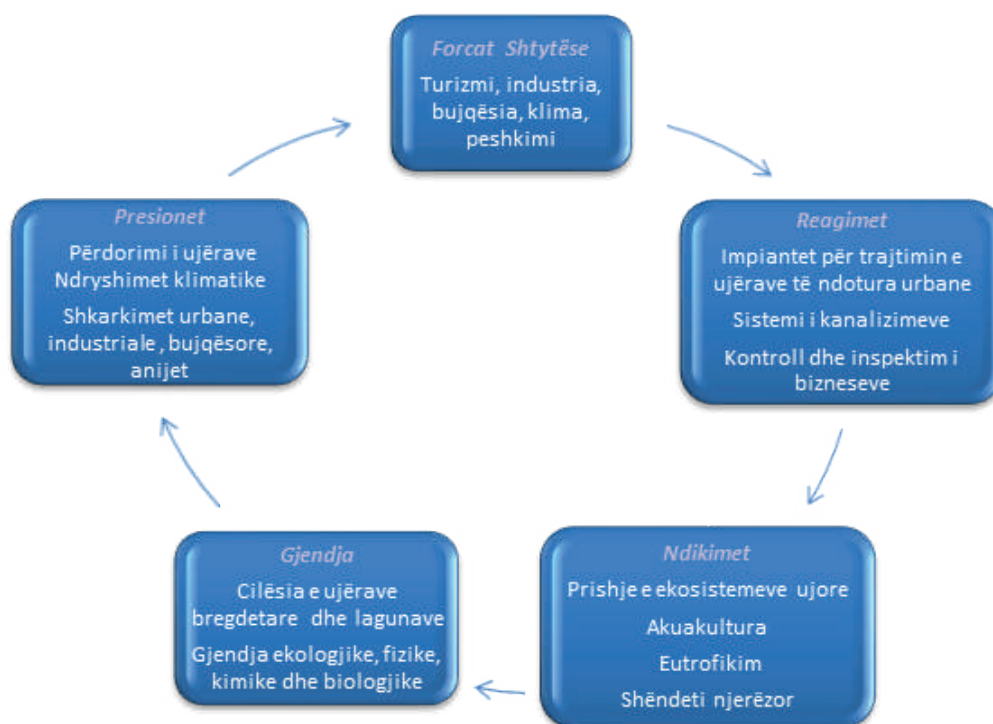 Forcat Shtytëse
Turizmi, industria,
bujqësia, klima,
peshkimi
Presionet
Përdorimi i ujërave
Ndryshimet klimatike
Shkarkimet urbane,
industriale, bujqësore,
anijet
Reagimet
Impiantet për trajtimin e
ujërave të ndotura urbane
Sistemi i kanalizimeve
Kontroll dhe inspektim i
bizneseve
Gjendja
Cilësia e ujërave
bregdetare dhe lagunave
Gjendja ekologjike, fizike,
kimike dhe biologjike
Ndikimet
Prishje e ekosistemeve ujore
Akuakultura
Eutrofikim
Shëndeti njerëzor